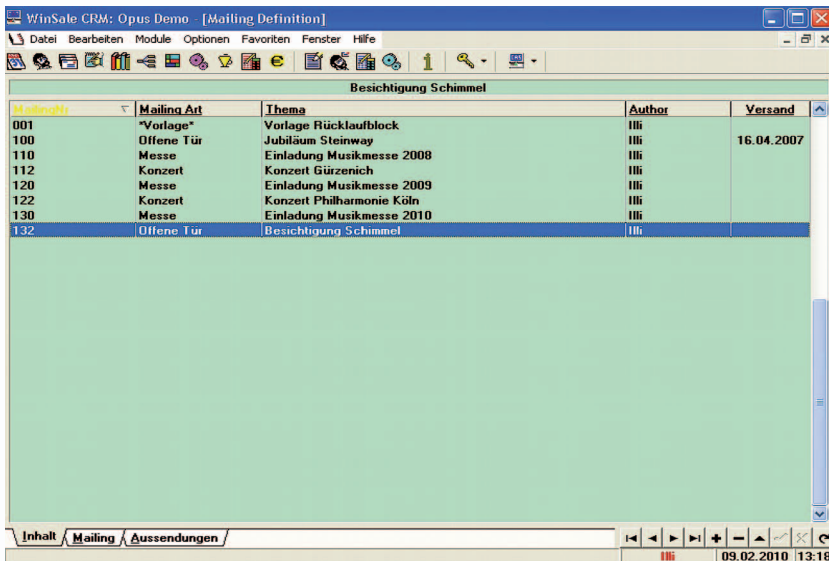 WinSale CRM: Opus Demo - [Mailing Definition]
Datei Bearbeiten Module Optionen Favoriten Fenster Hilfe
Besichtigung Schimmel
MailingNr Mailing Art Thema Author Versand
001 *Vorlage* Vorlage Rücklaufblock Illi
100 Offene Tür Jubiläum Steinway Illi 16.04.2007
110 Messe Einladung Musikmesse 2008 Illi
112 Konzert Konzert Gürzenich Illi
120 Messe Einladung Musikmesse 2009 Illi
122 Konzert Konzert Philharmonie Köln Illi
130 Messe Einladung Musikmesse 2010 Illi
132 Offene Tür Besichtigung Schimmel Illi
Inhalt Mailing Aussendungen
Illi 09.02.2010 13:18